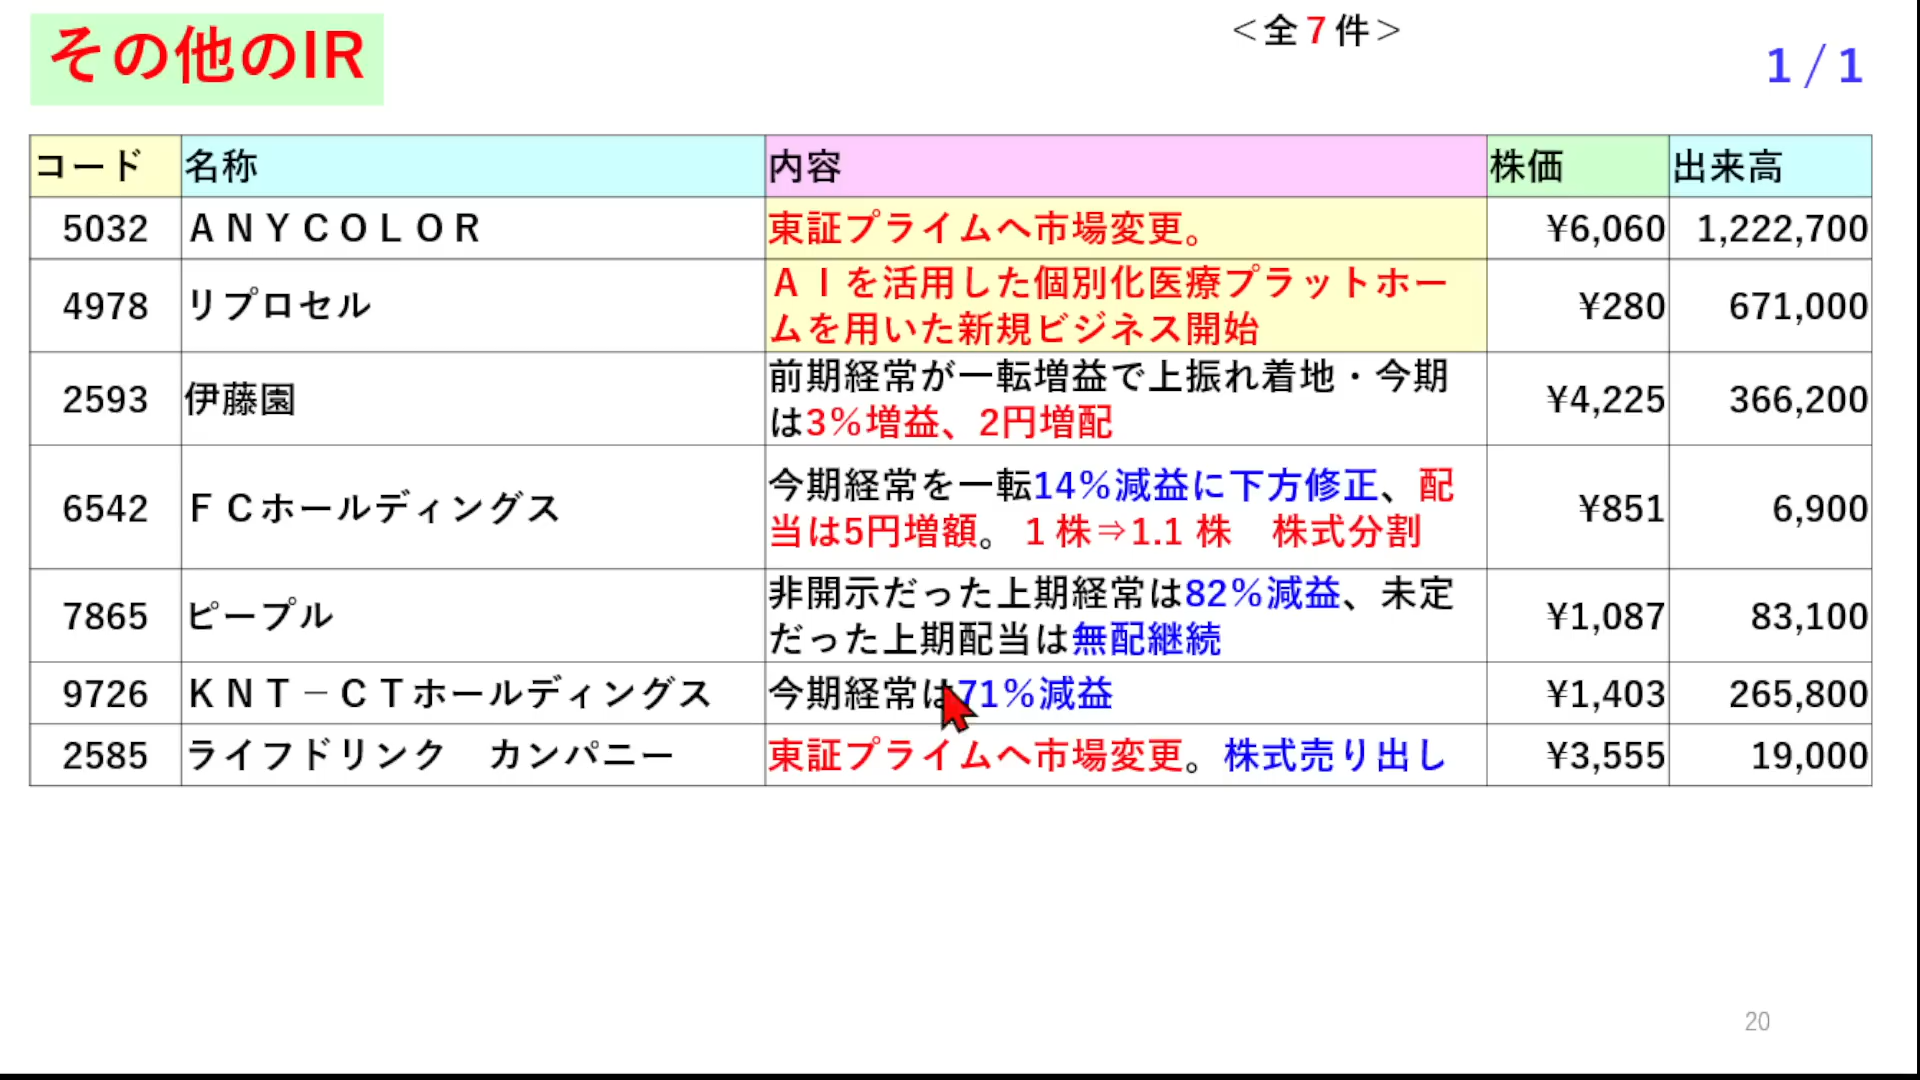 その他のIR
＜全7件＞
1/1
コード 名称 内容 株価 出来高
5032 ＡＮＹＣＯＬＯＲ 東証プライムへ市場変更。 ¥6,060 1,222,700
4978 リプロセル ＡＩを活用した個別化医療プラットホー
ムを用いた新規ビジネス開始 ¥280 671,000
2593 伊藤園 前期経常が一転増益で上振れ着地・今期
は3％増益、2円増配 ¥4,225 366,200
6542 ＦＣホールディングス 今期経常を一転14％減益に下方修正、配
当は5円増額。１株⇒1.1株　株式分割 ¥851 6,900
7865 ピープル 非開示だった上期経常は82％減益、未定
だった上期配当は無配継続 ¥1,087 83,100
9726 ＫＮＴ－ＣＴホールディングス 今期経常は71％減益 ¥1,403 265,800
2585 ライフドリンク　カンパニー 東証プライムへ市場変更。株式売り出し ¥3,555 19,000
20